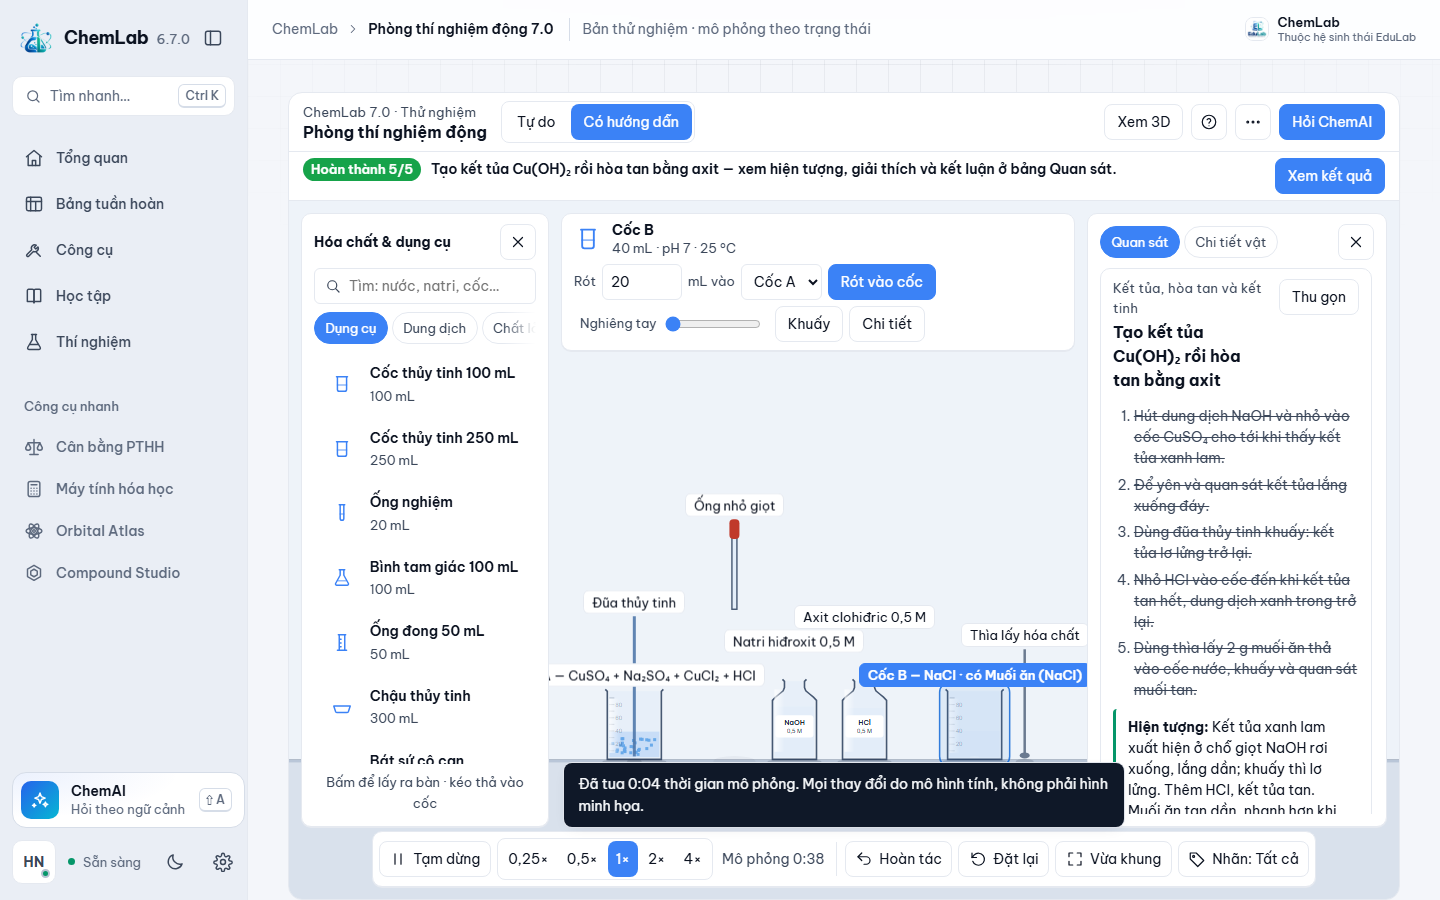 ChemLab 6.7.0
Tìm nhanh... Ctrl K
Tổng quan
Bảng tuần hoàn
Công cụ
Học tập
Thí nghiệm
Công cụ nhanh
Cân bằng PTHH
Máy tính hóa học
Orbital Atlas
Compound Studio
ChemAI
Hỏi theo ngữ cảnh
⇧ A
HN
Sẵn sàng
ChemLab > Phòng thí nghiệm động 7.0
Bản thử nghiệm · mô phỏng theo trạng thái
ChemLab
Thuộc hệ sinh thái EduLab
ChemLab 7.0 · Thử nghiệm
Phòng thí nghiệm động
Tự do
Có hướng dẫn
Xem 3D
Hỏi ChemAI
Hoàn thành 5/5
Tạo kết tủa Cu(OH)₂ rồi hòa tan bằng axit — xem hiện tượng, giải thích và kết luận ở bảng Quan sát.
Xem kết quả
Hóa chất & dụng cụ
Tìm: nước, natri, cốc...
Dụng cụ
Dung dịch
Cốc thủy tinh 100 mL
100 mL
Cốc thủy tinh 250 mL
250 mL
Ống nghiệm
20 mL
Bình tam giác 100 mL
100 mL
Ống đong 50 mL
50 mL
Chậu thủy tinh
300 mL
Bát sứ cô cạn
Bấm để lấy ra bàn · kéo thả vào
cốc
Cốc B
40 mL · pH 7 · 25 °C
Rót 20 mL vào Cốc A Rót vào cốc
Nghiêng tay
Khuấy
Chi tiết
Ống nhỏ giọt
Đũa thủy tinh
Axit clohiđric 0,5 M
Natri hiđroxit 0,5 M
Thìa lấy hóa chất
— CuSO₄ + Na₂SO₄ + CuCl₂ + HCl
Cốc B — NaCl · có Muối ăn (NaCl)
80
60
40
NaOH
0,5 M
HCl
0,5 M
80
60
40
20
Đã tua 0:04 thời gian mô phỏng. Mọi thay đổi do mô hình tính, không phải hình
minh họa.
Tạm dừng
0,25×
0,5×
1×
2×
4×
Mô phỏng 0:38
Hoàn tác
Đặt lại
Vừa khung
Nhãn: Tất cả
Quan sát
Chi tiết vật
Kết tủa, hòa tan và kết
tinh
Thu gọn
Tạo kết tủa
Cu(OH)₂ rồi hòa
tan bằng axit
1. Hút dung dịch NaOH và nhỏ vào
cốc CuSO₄ cho tới khi thấy kết
tủa xanh lam.
2. Để yên và quan sát kết tủa lắng
xuống đáy.
3. Dùng đũa thủy tinh khuấy: kết
tủa lơ lửng trở lại.
4. Nhỏ HCl vào cốc đến khi kết tủa
tan hết, dung dịch xanh trong trở
lại.
5. Dùng thìa lấy 2 g muối ăn thả
vào cốc nước, khuấy và quan sát
muối tan.
Hiện tượng: Kết tủa xanh lam
xuất hiện ở chỗ giọt NaOH rơi
xuống, lắng dần; khuấy thì lơ
lửng. Thêm HCl, kết tủa tan.
Muối ăn tan dần, nhanh hơn khi